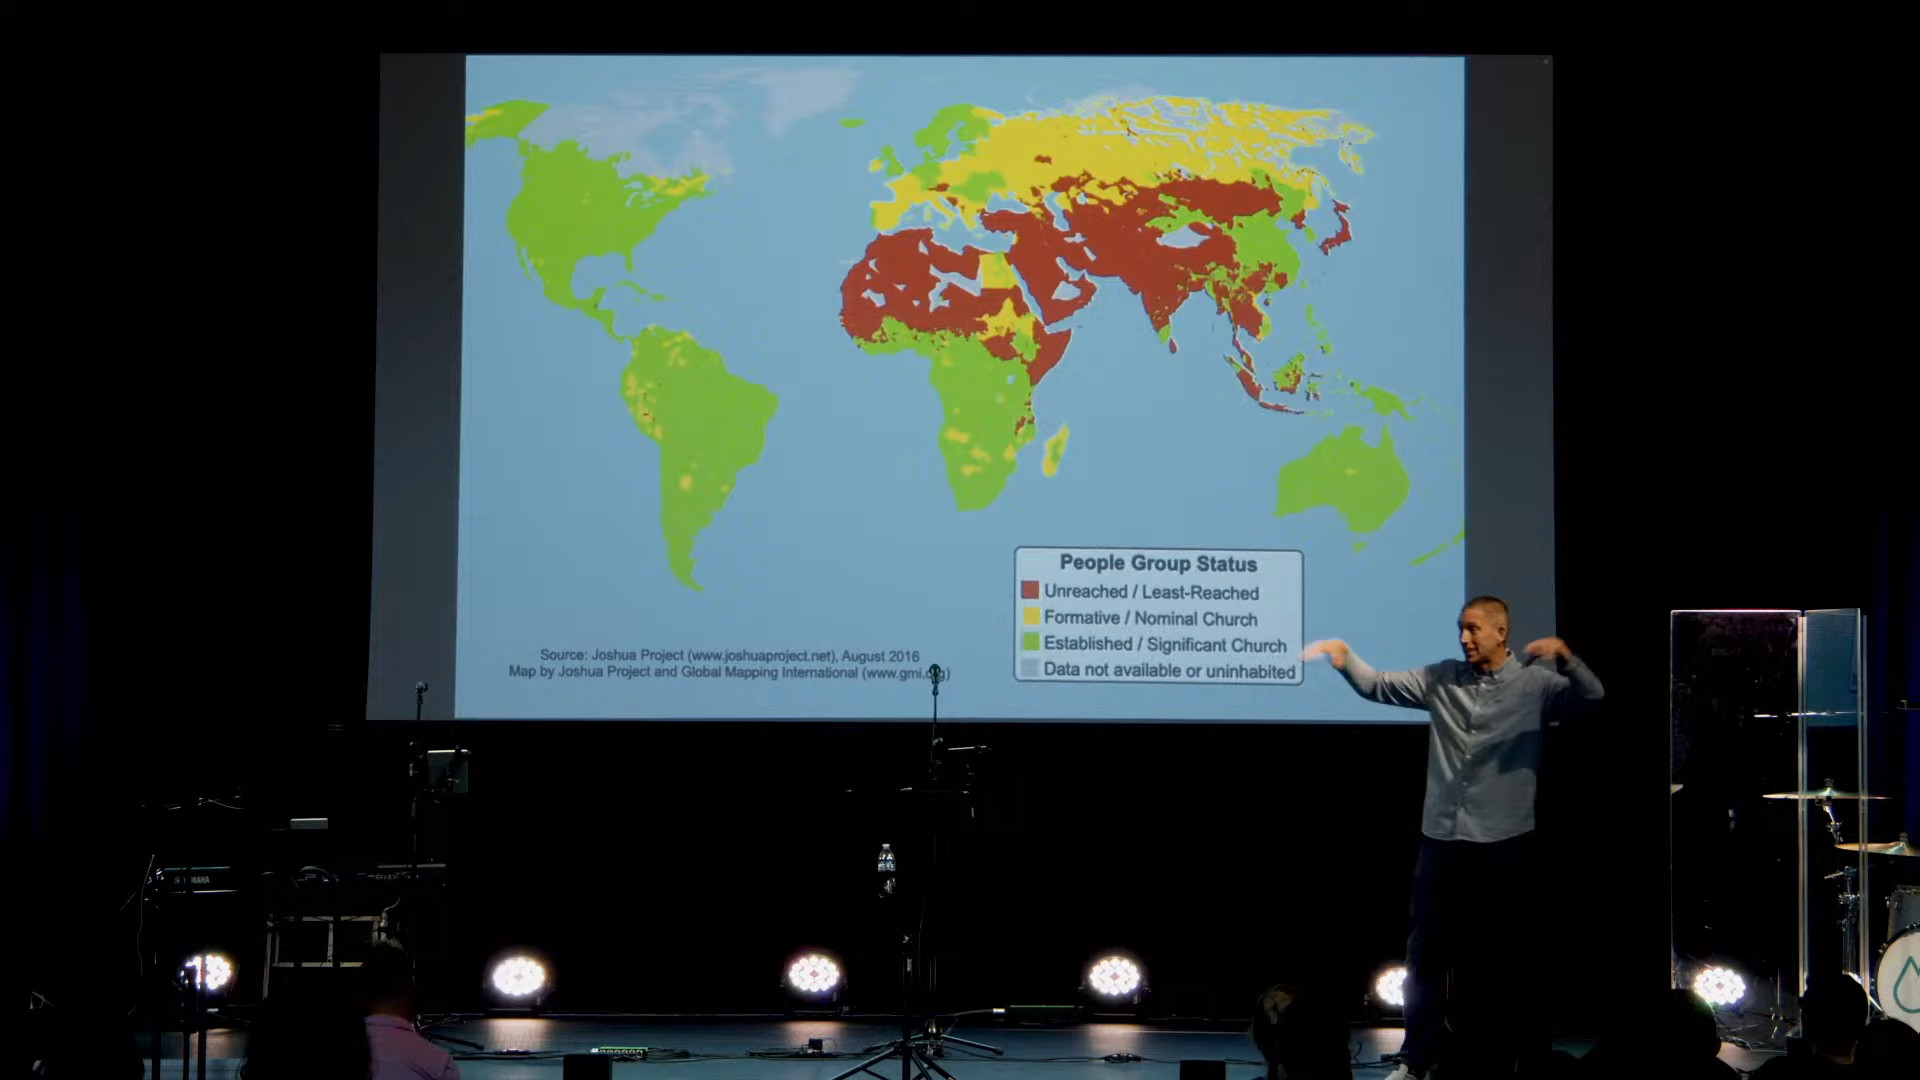 People Group Status
Unreached / Least-Reached
Formative / Nominal Church
Established / Significant Church
Data not available or uninhabited
Source: Joshua Project (www.joshuaproject.net), August 2016
Map by Joshua Project and Global Mapping International (www.gmi.org)
YAMAHA